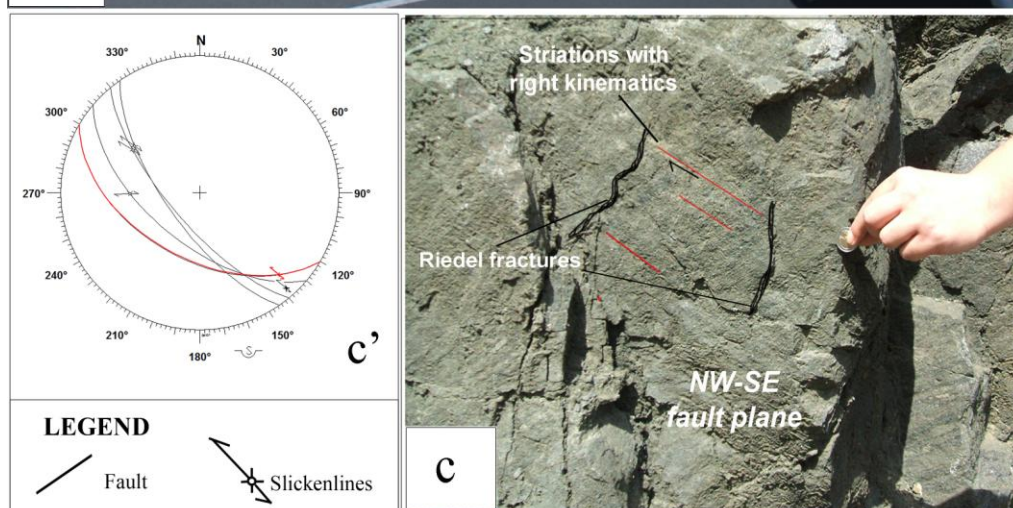 N
330°
30°
300°
60°
270°
90°
240°
120°
210°
150°
180°
S
c’
LEGEND
Fault
Slickenlines
Striations with
right kinematics
Riedel fractures
NW-SE
fault plane
c